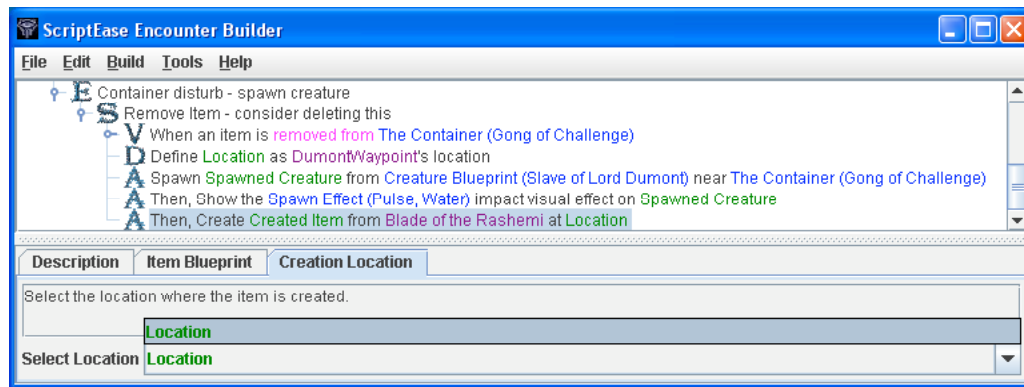 ScriptEase Encounter Builder
File Edit Build Tools Help
E Container disturb - spawn creature
S Remove Item - consider deleting this
V When an item is removed from The Container (Gong of Challenge)
D Define Location as DumontWaypoint's location
A Spawn Spawned Creature from Creature Blueprint (Slave of Lord Dumont) near The Container (Gong of Challenge)
A Then, Show the Spawn Effect (Pulse, Water) impact visual effect on Spawned Creature
A Then, Create Created Item from Blade of the Rashemi at Location
Description Item Blueprint Creation Location
Select the location where the item is created.
Location
Select Location Location